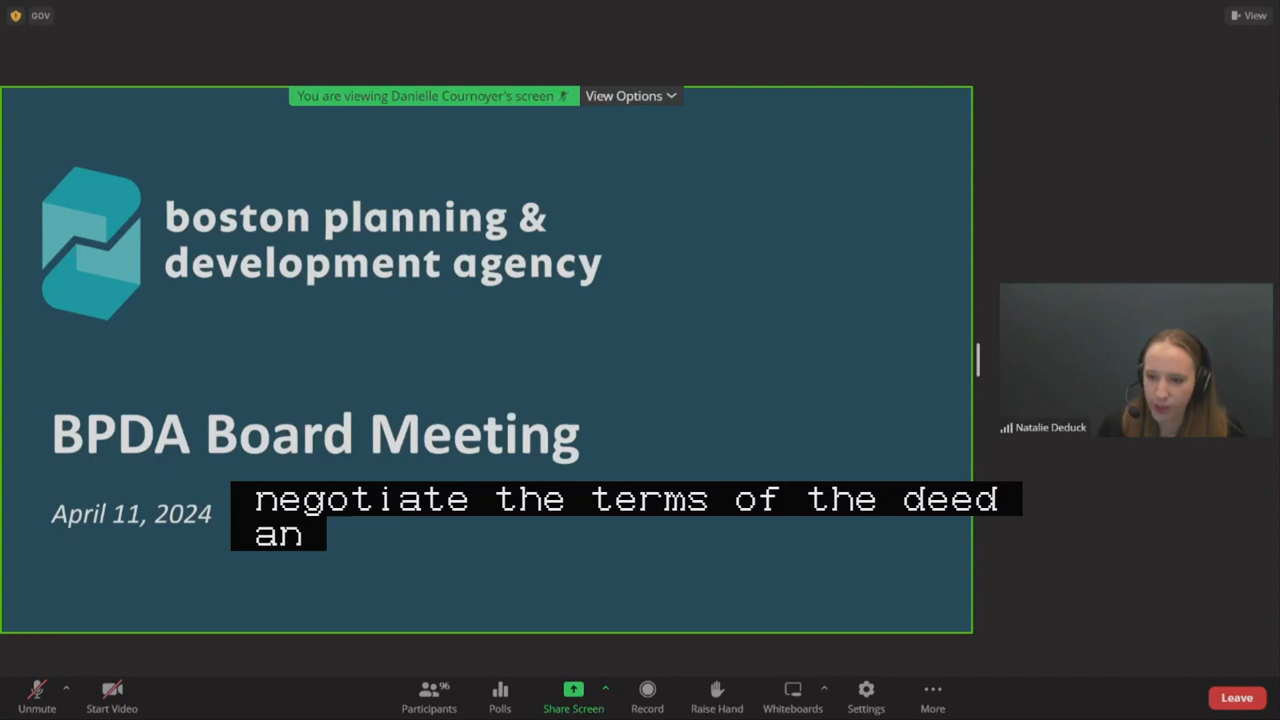 GOV
View
You are viewing Danielle Cournoyer's screen
View Options
boston planning &
development agency
BPDA Board Meeting
April 11, 2024
negotiate the terms of the deed
an
Natalie Deduck
Unmute
Start Video
Participants
96
Polls
Share Screen
Record
Raise Hand
Whiteboards
Settings
More
Leave